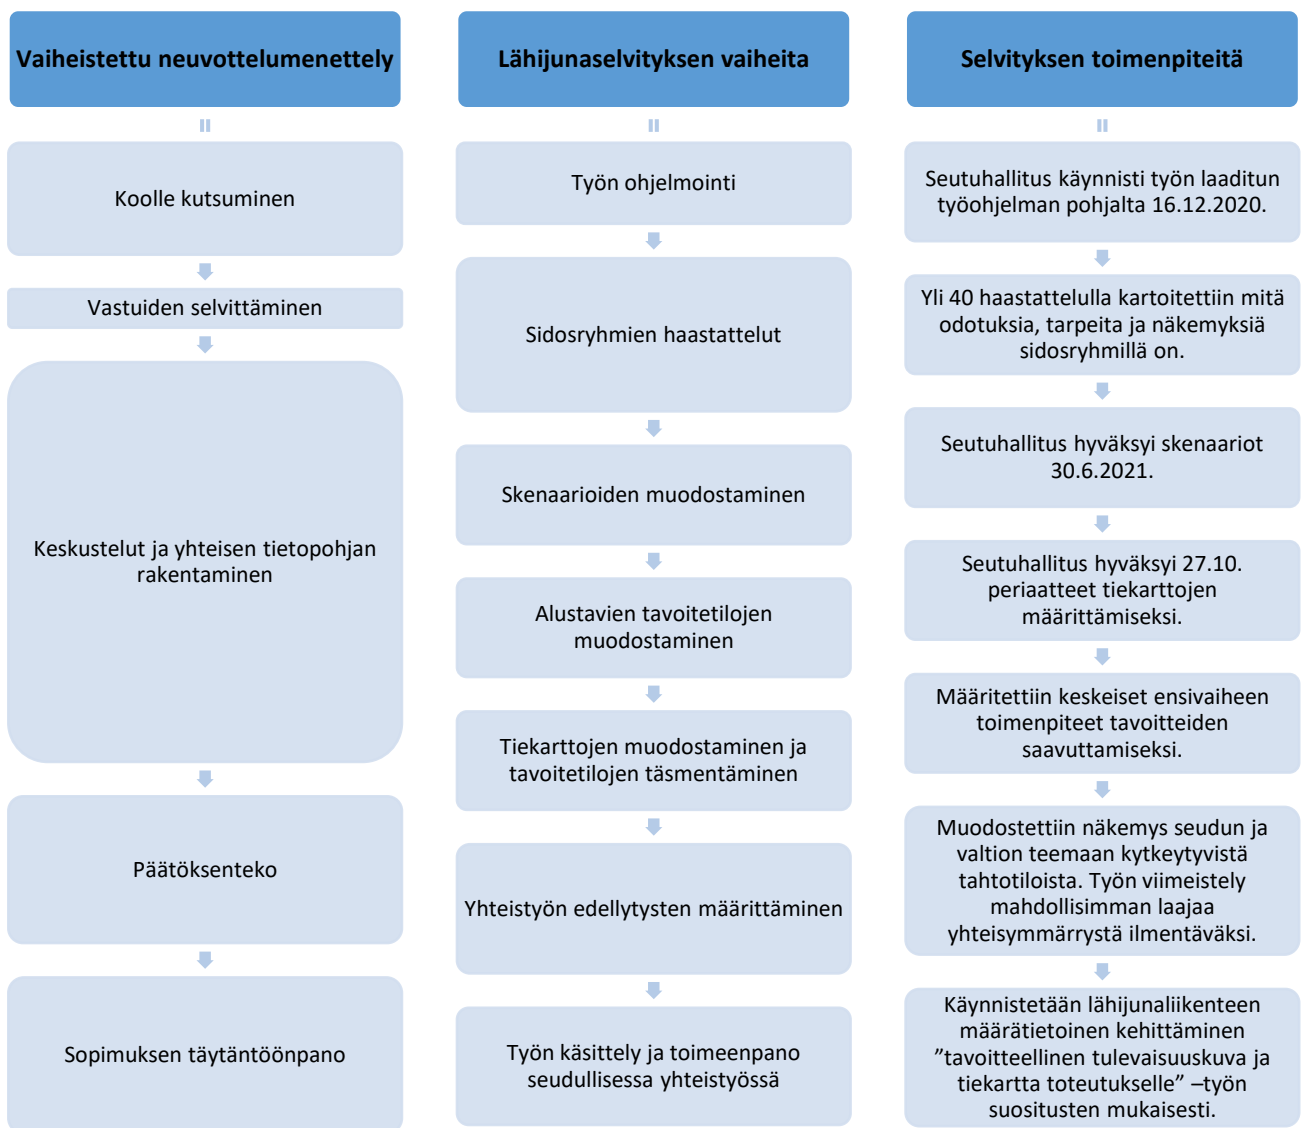 Vaiheistettu neuvottelumenettely
Koolle kutsuminen
Vastuiden selvittäminen
Keskustelut ja yhteisen tietopohjan
rakentaminen
Päätöksenteko
Sopimuksen täytäntöönpano
Lähijunaselvityksen vaiheita
Työn ohjelmointi
Sidosryhmien haastattelut
Skenaarioiden muodostaminen
Alustavien tavoitetilojen
muodostaminen
Tiekarttojen muodostaminen ja
tavoitetilojen täsmentäminen
Yhteistyön edellytysten määrittäminen
Työn käsittely ja toimeenpano
seudullisessa yhteistyössä
Selvityksen toimenpiteitä
Seutuhallitus käynnisti työn laaditun
työohjelman pohjalta 16.12.2020.
Yli 40 haastattelulla kartoitettiin mitä
odotuksia, tarpeita ja näkemyksiä
sidosryhmillä on.
Seutuhallitus hyväksyi skenaariot
30.6.2021.
Seutuhallitus hyväksyi 27.10.
periaatteet tiekarttojen
määrittämiseksi.
Määritettiin keskeiset ensivaiheen
toimenpiteet tavoitteiden
saavuttamiseksi.
Muodostettiin näkemys seudun ja
valtion teemaan kytkeytyvistä
tahtotiloista. Työn viimeistely
mahdollisimman laajaa
yhteisymmärrystä ilmentäväksi.
Käynnistetään lähijunaliikenteen
määrätietoinen kehittäminen
”tavoitteellinen tulevaisuuskuva ja
tiekartta toteutukselle” –työn
suositusten mukaisesti.